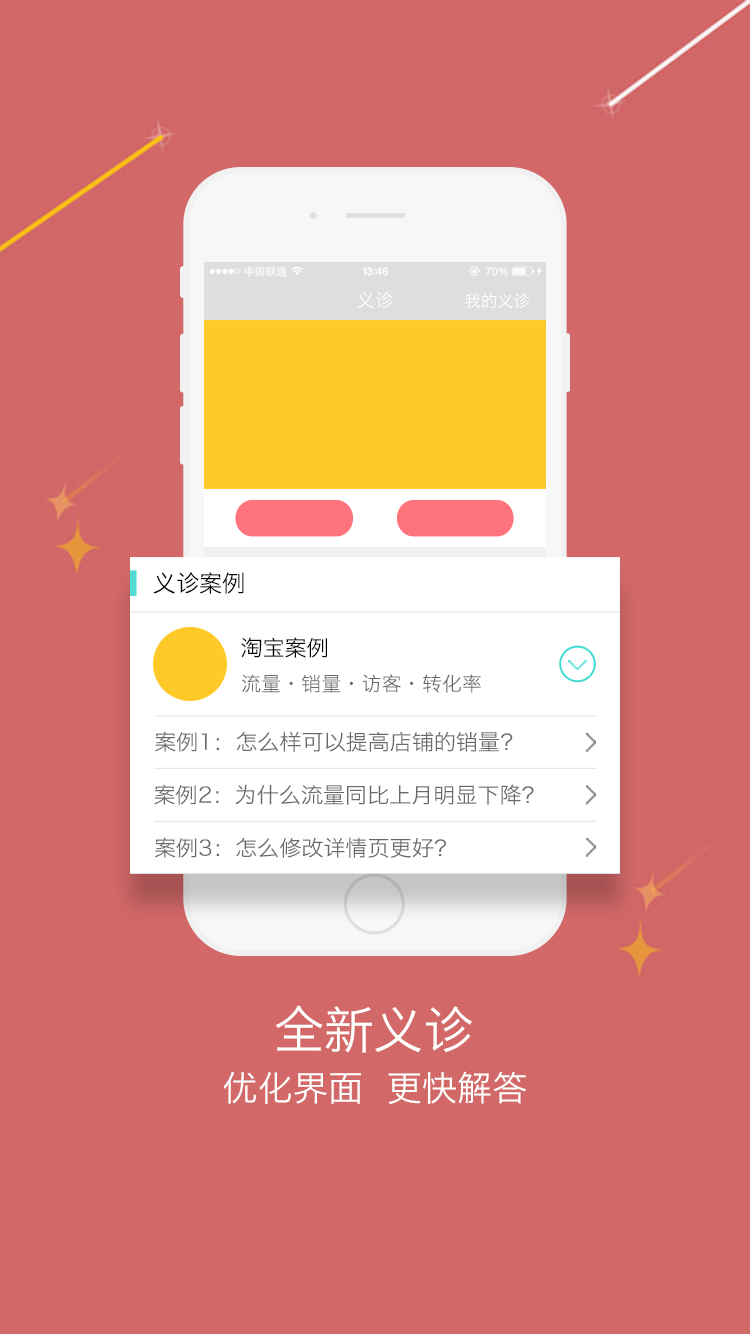 中国联通 13:46 70%
义诊 我的义诊
义诊案例
淘宝案例
流量·销量·访客·转化率
案例1：怎么样可以提高店铺的销量？
案例2：为什么流量同比上月明显下降？
案例3：怎么修改详情页更好？
全新义诊
优化界面 更快解答